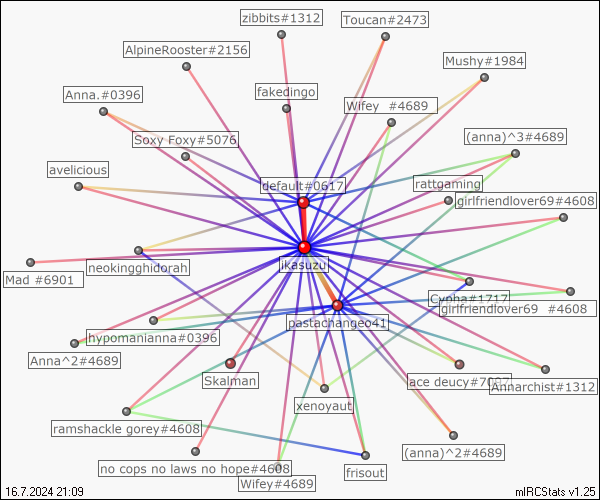 zibbits#1312
Toucan#2473
AlpineRooster#2156
Mushy#1984
fakedingo
Anna.#0396
Wifey  #4689
Soxy Foxy#5076
(anna)^3#4689
avelicious
default#0617
rattgaming
girlfriendlover69#4608
ikasuzu
neokingghidorah
Mad #6901
Cyoha#1717
girlfriendlover69  #4608
pastachangeo41
hypomanianna#0396
Anna^2#4689
Skalman
ace deucy#7097
Annarchist#1312
xenoyaut
ramshackle gorey#4608
(anna)^2#4689
no cops no laws no hope#4608
frisout
Wifey#4689
16.7.2024 21:09
mIRCStats v1.25